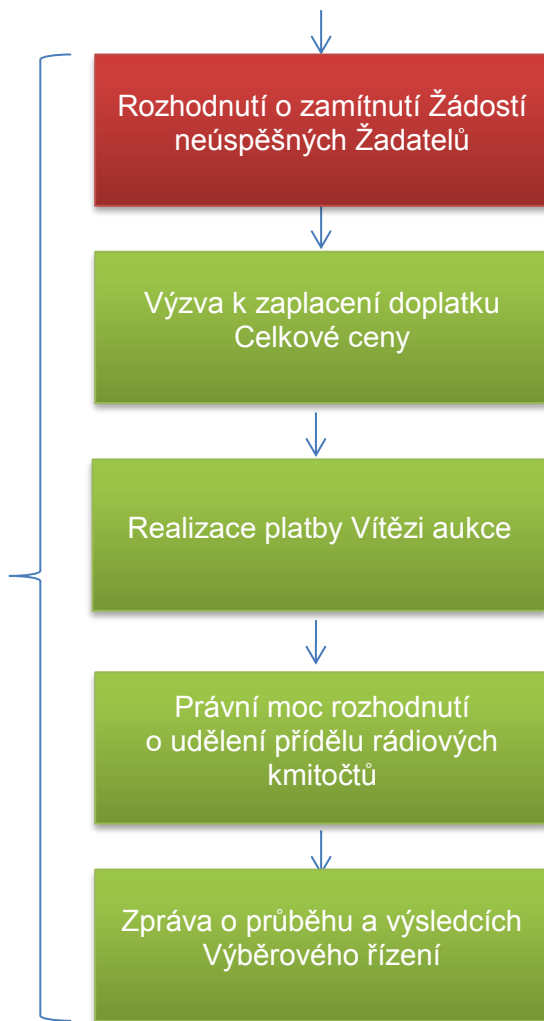 Rozhodnutí o zamítnutí Žádostí
neúspěšných Žadatelů
Výzva k zaplacení doplatku
Celkové ceny
Realizace platby Vítězi aukce
Právní moc rozhodnutí
o udělení přídělu rádiových
kmitočtů
Zpráva o průběhu a výsledcích
Výběrového řízení